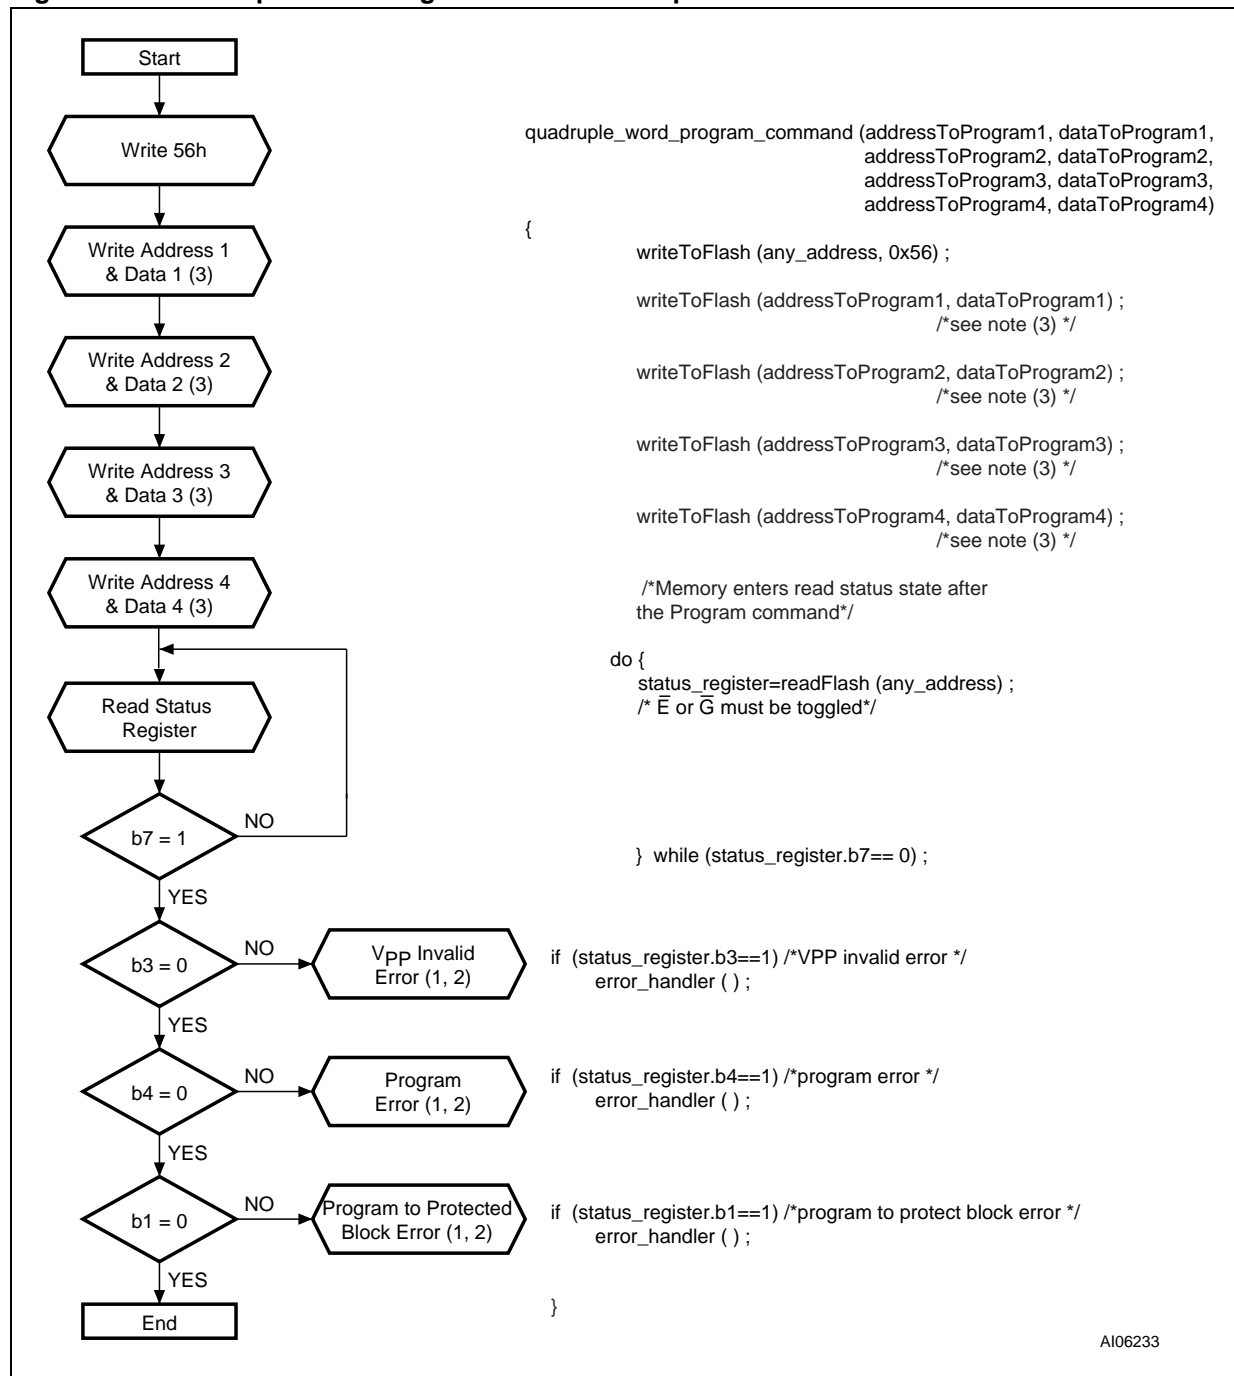 Start
Write 56h
Write Address 1
& Data 1 (3)
Write Address 2
& Data 2 (3)
Write Address 3
& Data 3 (3)
Write Address 4
& Data 4 (3)
Read Status
Register
b7 = 1
NO
YES
b3 = 0
NO
VPP Invalid
Error (1, 2)
YES
b4 = 0
NO
Program
Error (1, 2)
YES
b1 = 0
NO
Program to Protected
Block Error (1, 2)
YES
End
quadruple_word_program_command (addressToProgram1, dataToProgram1,
addressToProgram2, dataToProgram2,
addressToProgram3, dataToProgram3,
addressToProgram4, dataToProgram4)
{
writeToFlash (any_address, 0x56) ;
writeToFlash (addressToProgram1, dataToProgram1) ;
/*see note (3) */
writeToFlash (addressToProgram2, dataToProgram2) ;
/*see note (3) */
writeToFlash (addressToProgram3, dataToProgram3) ;
/*see note (3) */
writeToFlash (addressToProgram4, dataToProgram4) ;
/*see note (3) */
/*Memory enters read status state after
the Program command*/
do {
status_register=readFlash (any_address) ;
/* E̅ or G̅ must be toggled*/
} while (status_register.b7== 0) ;
if (status_register.b3==1) /*VPP invalid error */
error_handler ( ) ;
if (status_register.b4==1) /*program error */
error_handler ( ) ;
if (status_register.b1==1) /*program to protect block error */
error_handler ( ) ;
}
AI06233